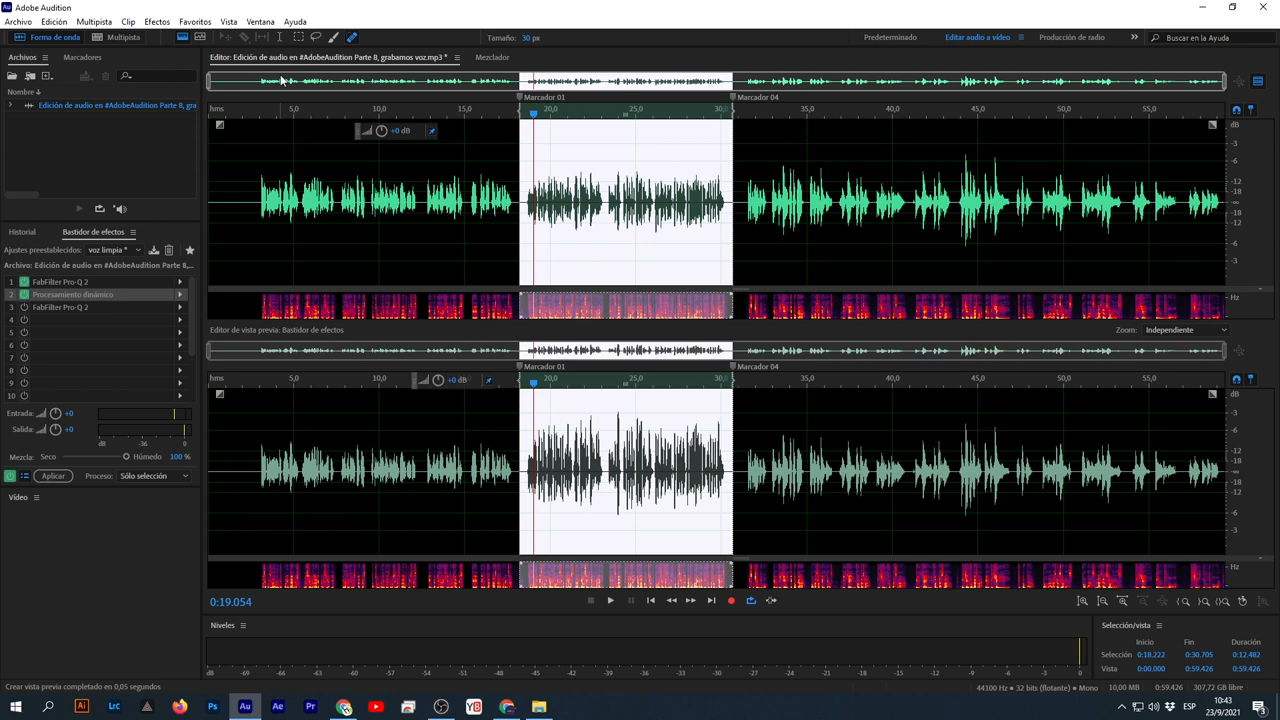 Adobe Audition
Archivo Edición Multipista Clip Efectos Favoritos Vista Ventana Ayuda
Forma de onda Multipista Tamaño: 30 px Predeterminado Editar audio a vídeo Producción de radio Buscar en la Ayuda
Archivos Marcadores Editor: Edición de audio en #AdobeAudition Parte 8, grabamos voz.mp3 * Mezclador
Nombre
Edición de audio en #AdobeAudition Parte 8, gra
Marcador 01 Marcador 04
hms 5,0 10,0 15,0 20,0 25,0 30,0 35,0 40,0 45,0 50,0 55,0
dB
+0 dB
-3
-6
-12
-18
-∞
-18
-12
-6
-3
Hz
Historial Bastidor de efectos
Ajustes preestablecidos: voz limpia *
Archivo: Edición de audio en #AdobeAudition Parte 8,
1 FabFilter Pro-Q 2
2 Procesamiento dinámico
3 FabFilter Pro-Q 2
4
5
6
7
8
9
10
Entrada: +0
Salida: +0
dB -36 0
Mezcla: Seco Húmedo 100 %
Aplicar Proceso: Sólo selección
Vídeo
Editor de vista previa: Bastidor de efectos Zoom: Independiente
Marcador 01 Marcador 04
hms 5,0 10,0 +0 dB 20,0 25,0 30,0 35,0 40,0 45,0 50,0 55,0
dB
-3
-6
-12
-18
-∞
-18
-12
-6
-3
Hz
0:19.054
Niveles
dB -69 -66 -63 -60 -57 -54 -51 -48 -45 -42 -39 -36 -33 -30 -27 -24 -21 -18 -15 -12 -9 -6 -3 0
Selección/vista
Inicio Fin Duración
Selección 0:18.222 0:30.705 0:12.482
Vista 0:00.000 0:59.426 0:59.426
Crear vista previa completado en 0,05 segundos
44100 Hz • 32 bits (flotante) • Mono 10,00 MB 0:59.426 307,72 GB libre
Ai Lrc Ps Au Ae Pr YB
ESP
10:43
23/9/2021
3